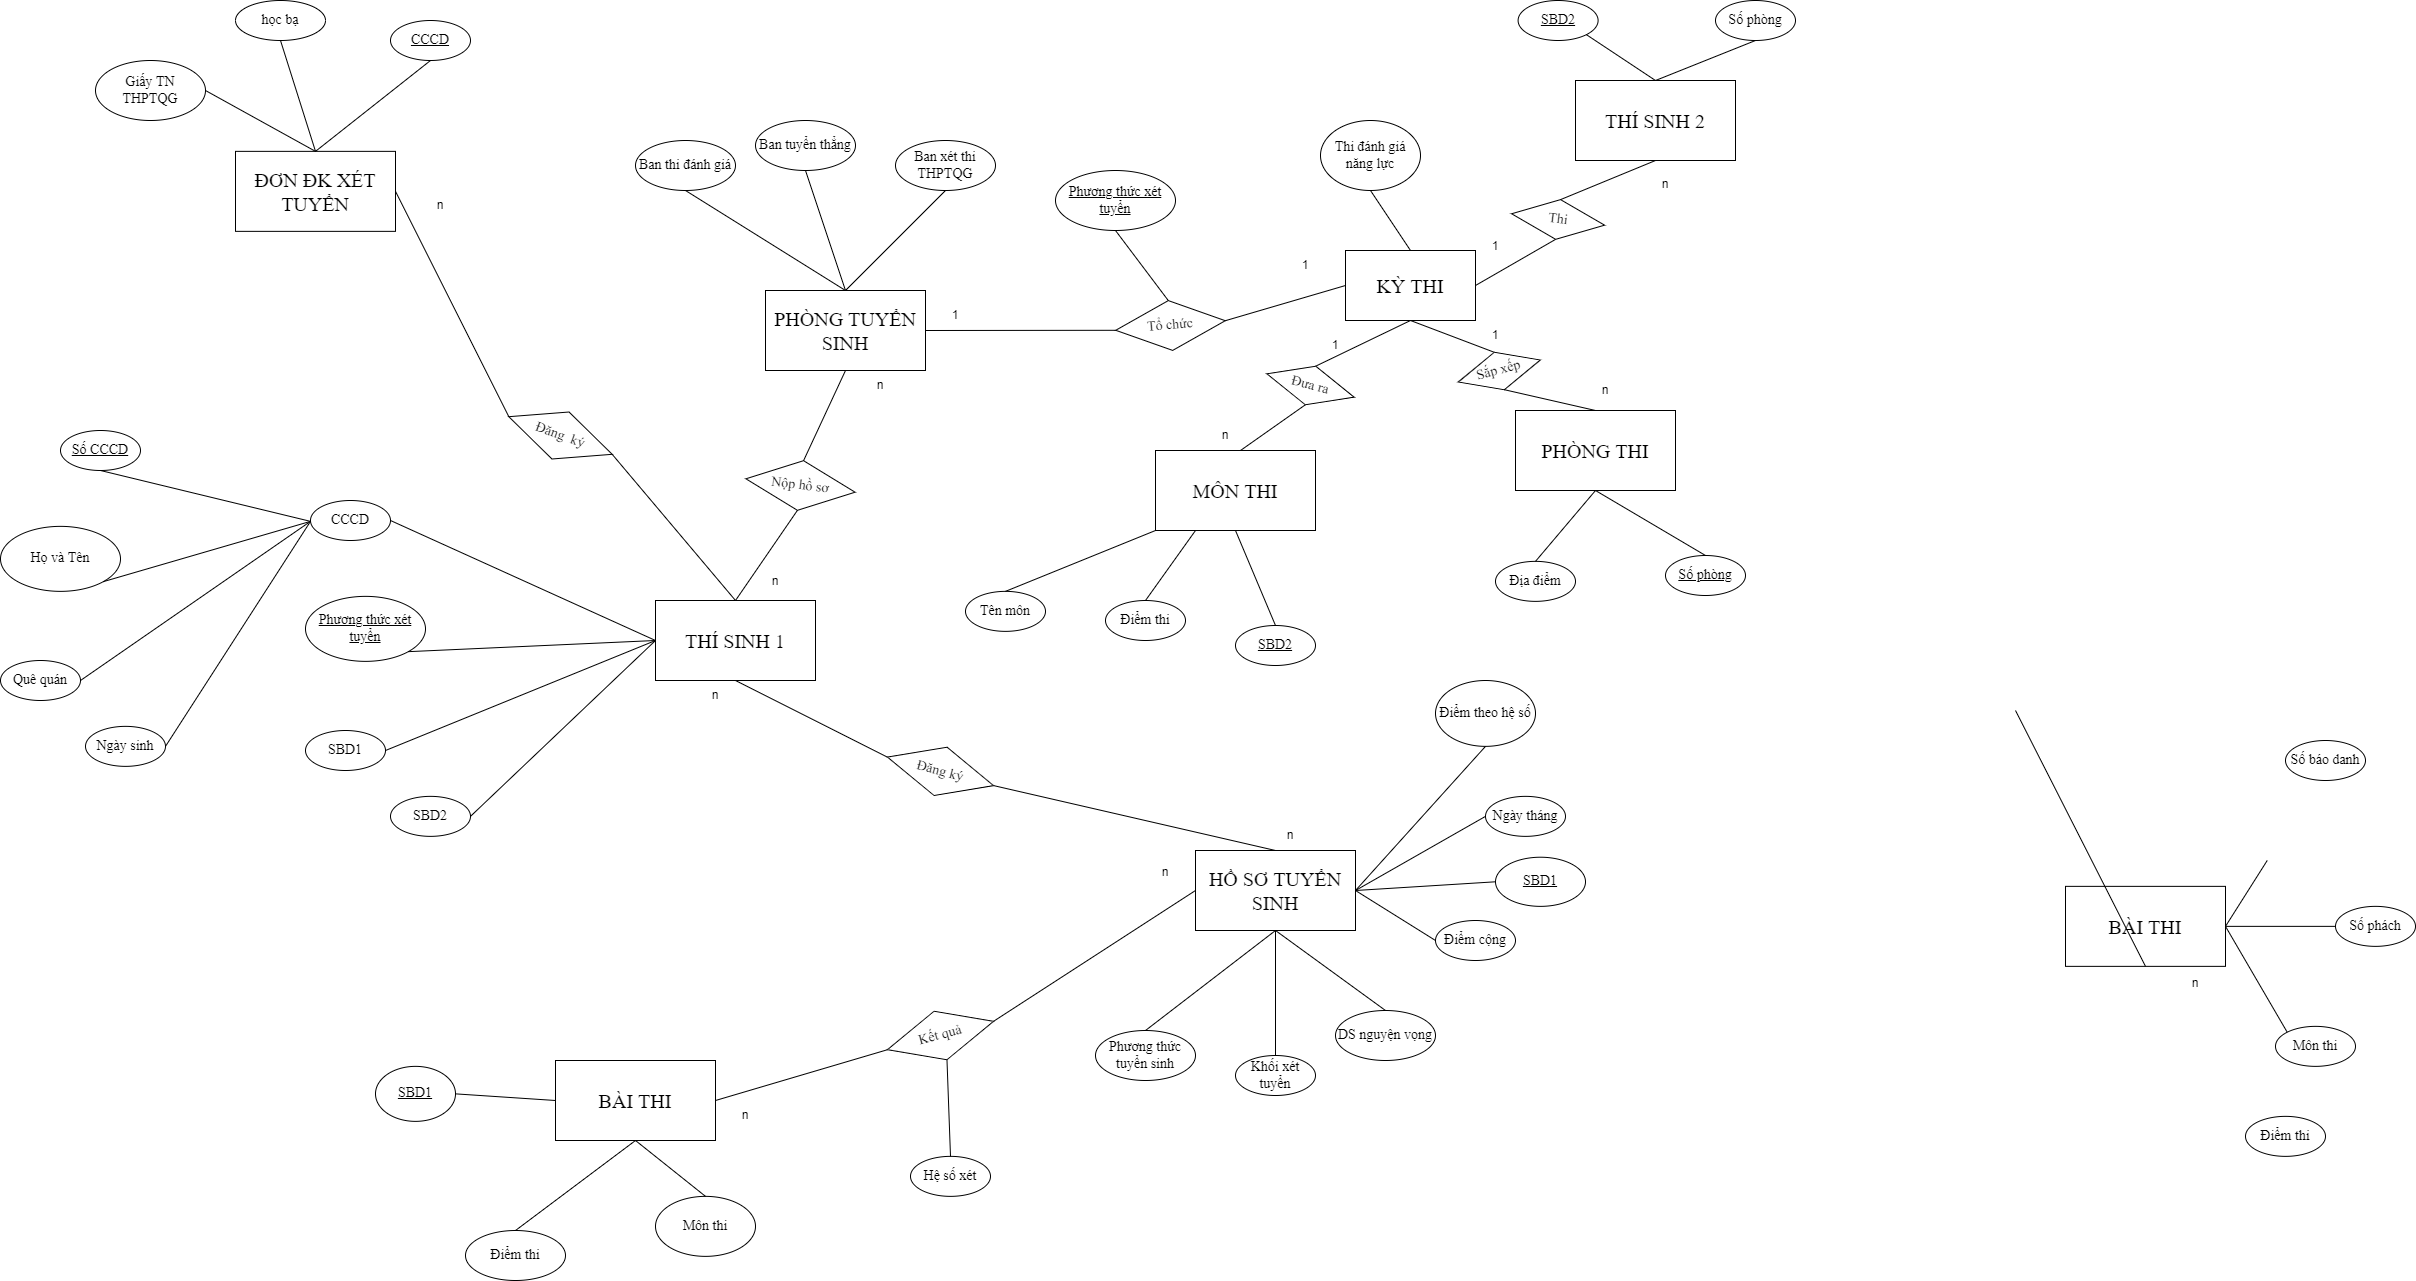 học bạ
CCCD
Giấy TN
THPTQG
ĐƠN ĐK XÉT
TUYỂN
n
SBD2
Số phòng
THÍ SINH 2
n
Thi
1
Ban thi đánh giá
Ban tuyển thẳng
Ban xét thi
THPTQG
PHÒNG TUYỂN
SINH
1
n
Phương thức xét
tuyển
Tổ chức
1
Thi đánh giá
năng lực
KỲ THI
1
Đưa ra
n
1
Sắp xếp
n
MÔN THI
Tên môn
Điểm thi
SBD2
PHÒNG THI
Địa điểm
Số phòng
Đăng ký
Nộp hồ sơ
n
Số CCCD
CCCD
Họ và Tên
Quê quán
Ngày sinh
Phương thức xét
tuyển
SBD1
SBD2
THÍ SINH 1
n
Đăng ký
n
n
HỒ SƠ TUYỂN
SINH
Điểm theo hệ số
Ngày tháng
SBD1
Điểm cộng
DS nguyện vọng
Khối xét
tuyển
Phương thức
tuyển sinh
Kết quả
Hệ số xét
n
BÀI THI
SBD1
Điểm thi
Môn thi
Số báo danh
BÀI THI
Số phách
n
Môn thi
Điểm thi